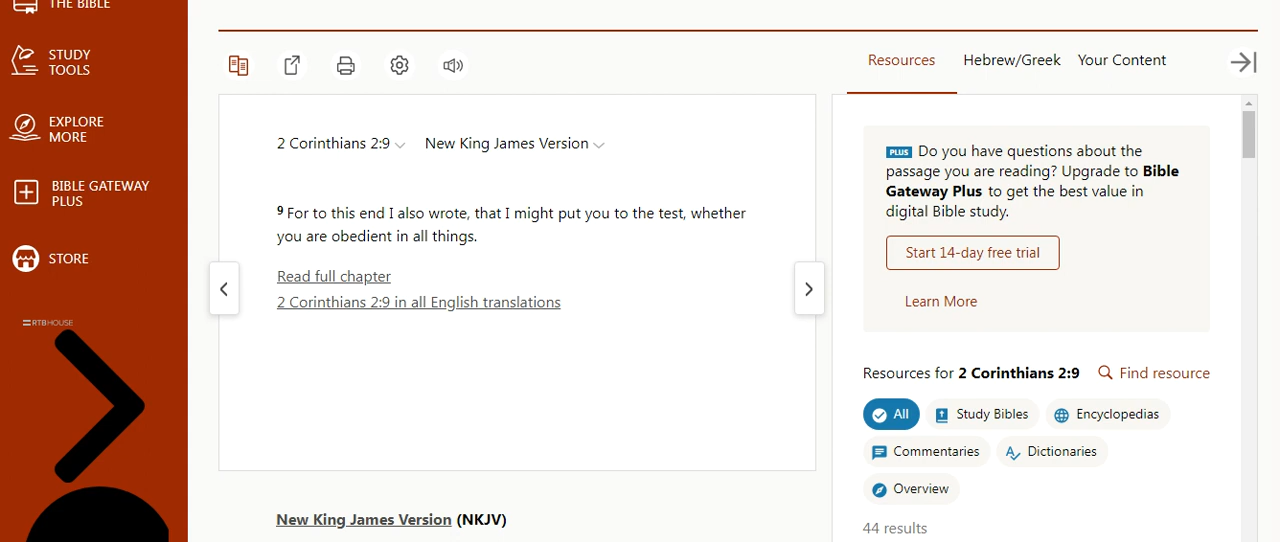 THE BIBLE
STUDY
TOOLS
EXPLORE
MORE
BIBLE GATEWAY
PLUS
STORE
RTBHOUSE
2 Corinthians 2:9
New King James Version
9 For to this end I also wrote, that I might put you to the test, whether
you are obedient in all things.
Read full chapter
2 Corinthians 2:9 in all English translations
New King James Version (NKJV)
Resources
Hebrew/Greek
Your Content
PLUS Do you have questions about the
passage you are reading? Upgrade to Bible
Gateway Plus to get the best value in
digital Bible study.
Start 14-day free trial
Learn More
Resources for 2 Corinthians 2:9
Find resource
All
Study Bibles
Encyclopedias
Commentaries
Dictionaries
Overview
44 results